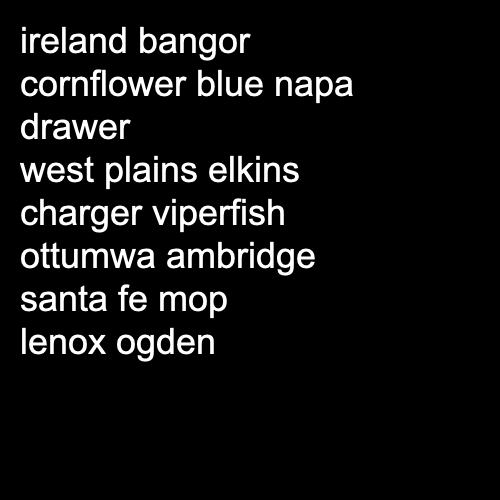 ireland bangor
cornflower blue napa
drawer
west plains elkins
charger viperfish
ottumwa ambridge
santa fe mop
lenox ogden